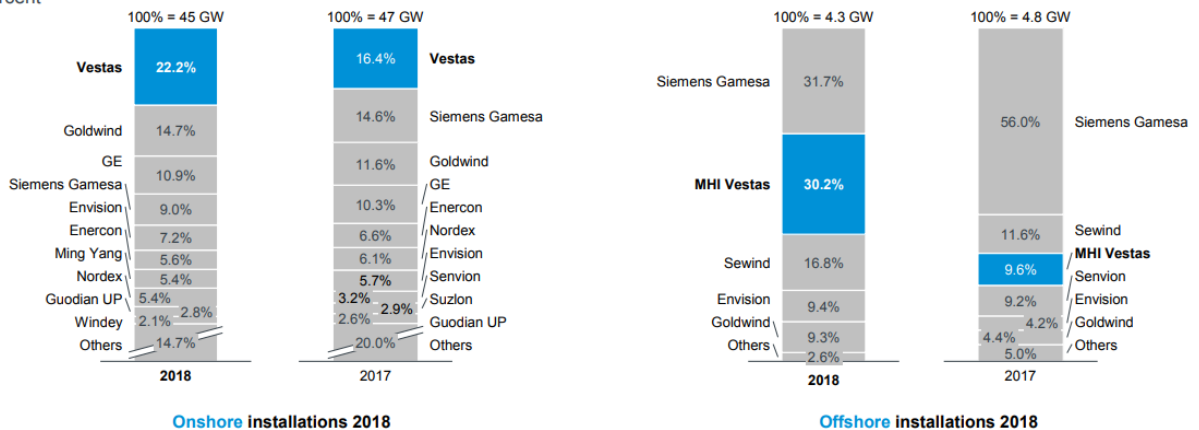 100% = 45 GW
Vestas
22.2%
Goldwind
14.7%
GE
10.9%
Siemens Gamesa
9.0%
Envision
7.2%
Enercon
5.6%
Ming Yang
5.4%
Nordex
5.4%
Guodian UP
2.8%
Windey
2.1%
Others
14.7%
2018
100% = 47 GW
16.4%
Vestas
14.6%
Siemens Gamesa
11.6%
Goldwind
10.3%
GE
6.6%
Enercon
6.1%
Nordex
5.7%
Envision
3.2%
Senvion
2.9%
Suzlon
2.6%
Guodian UP
20.0%
Others
2017
Onshore installations 2018
100% = 4.3 GW
Siemens Gamesa
31.7%
MHI Vestas
30.2%
Sewind
16.8%
Envision
9.4%
Goldwind
9.3%
Others
2.6%
2018
100% = 4.8 GW
56.0%
Siemens Gamesa
11.6%
Sewind
9.6%
MHI Vestas
9.2%
Senvion
4.2%
Envision
4.4%
Goldwind
5.0%
Others
2017
Offshore installations 2018